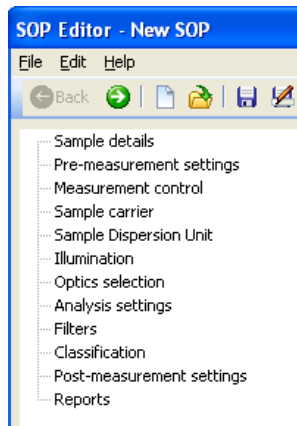 SOP Editor - New SOP
File Edit Help
Back
Sample details
Pre-measurement settings
Measurement control
Sample carrier
Sample Dispersion Unit
Illumination
Optics selection
Analysis settings
Filters
Classification
Post-measurement settings
Reports